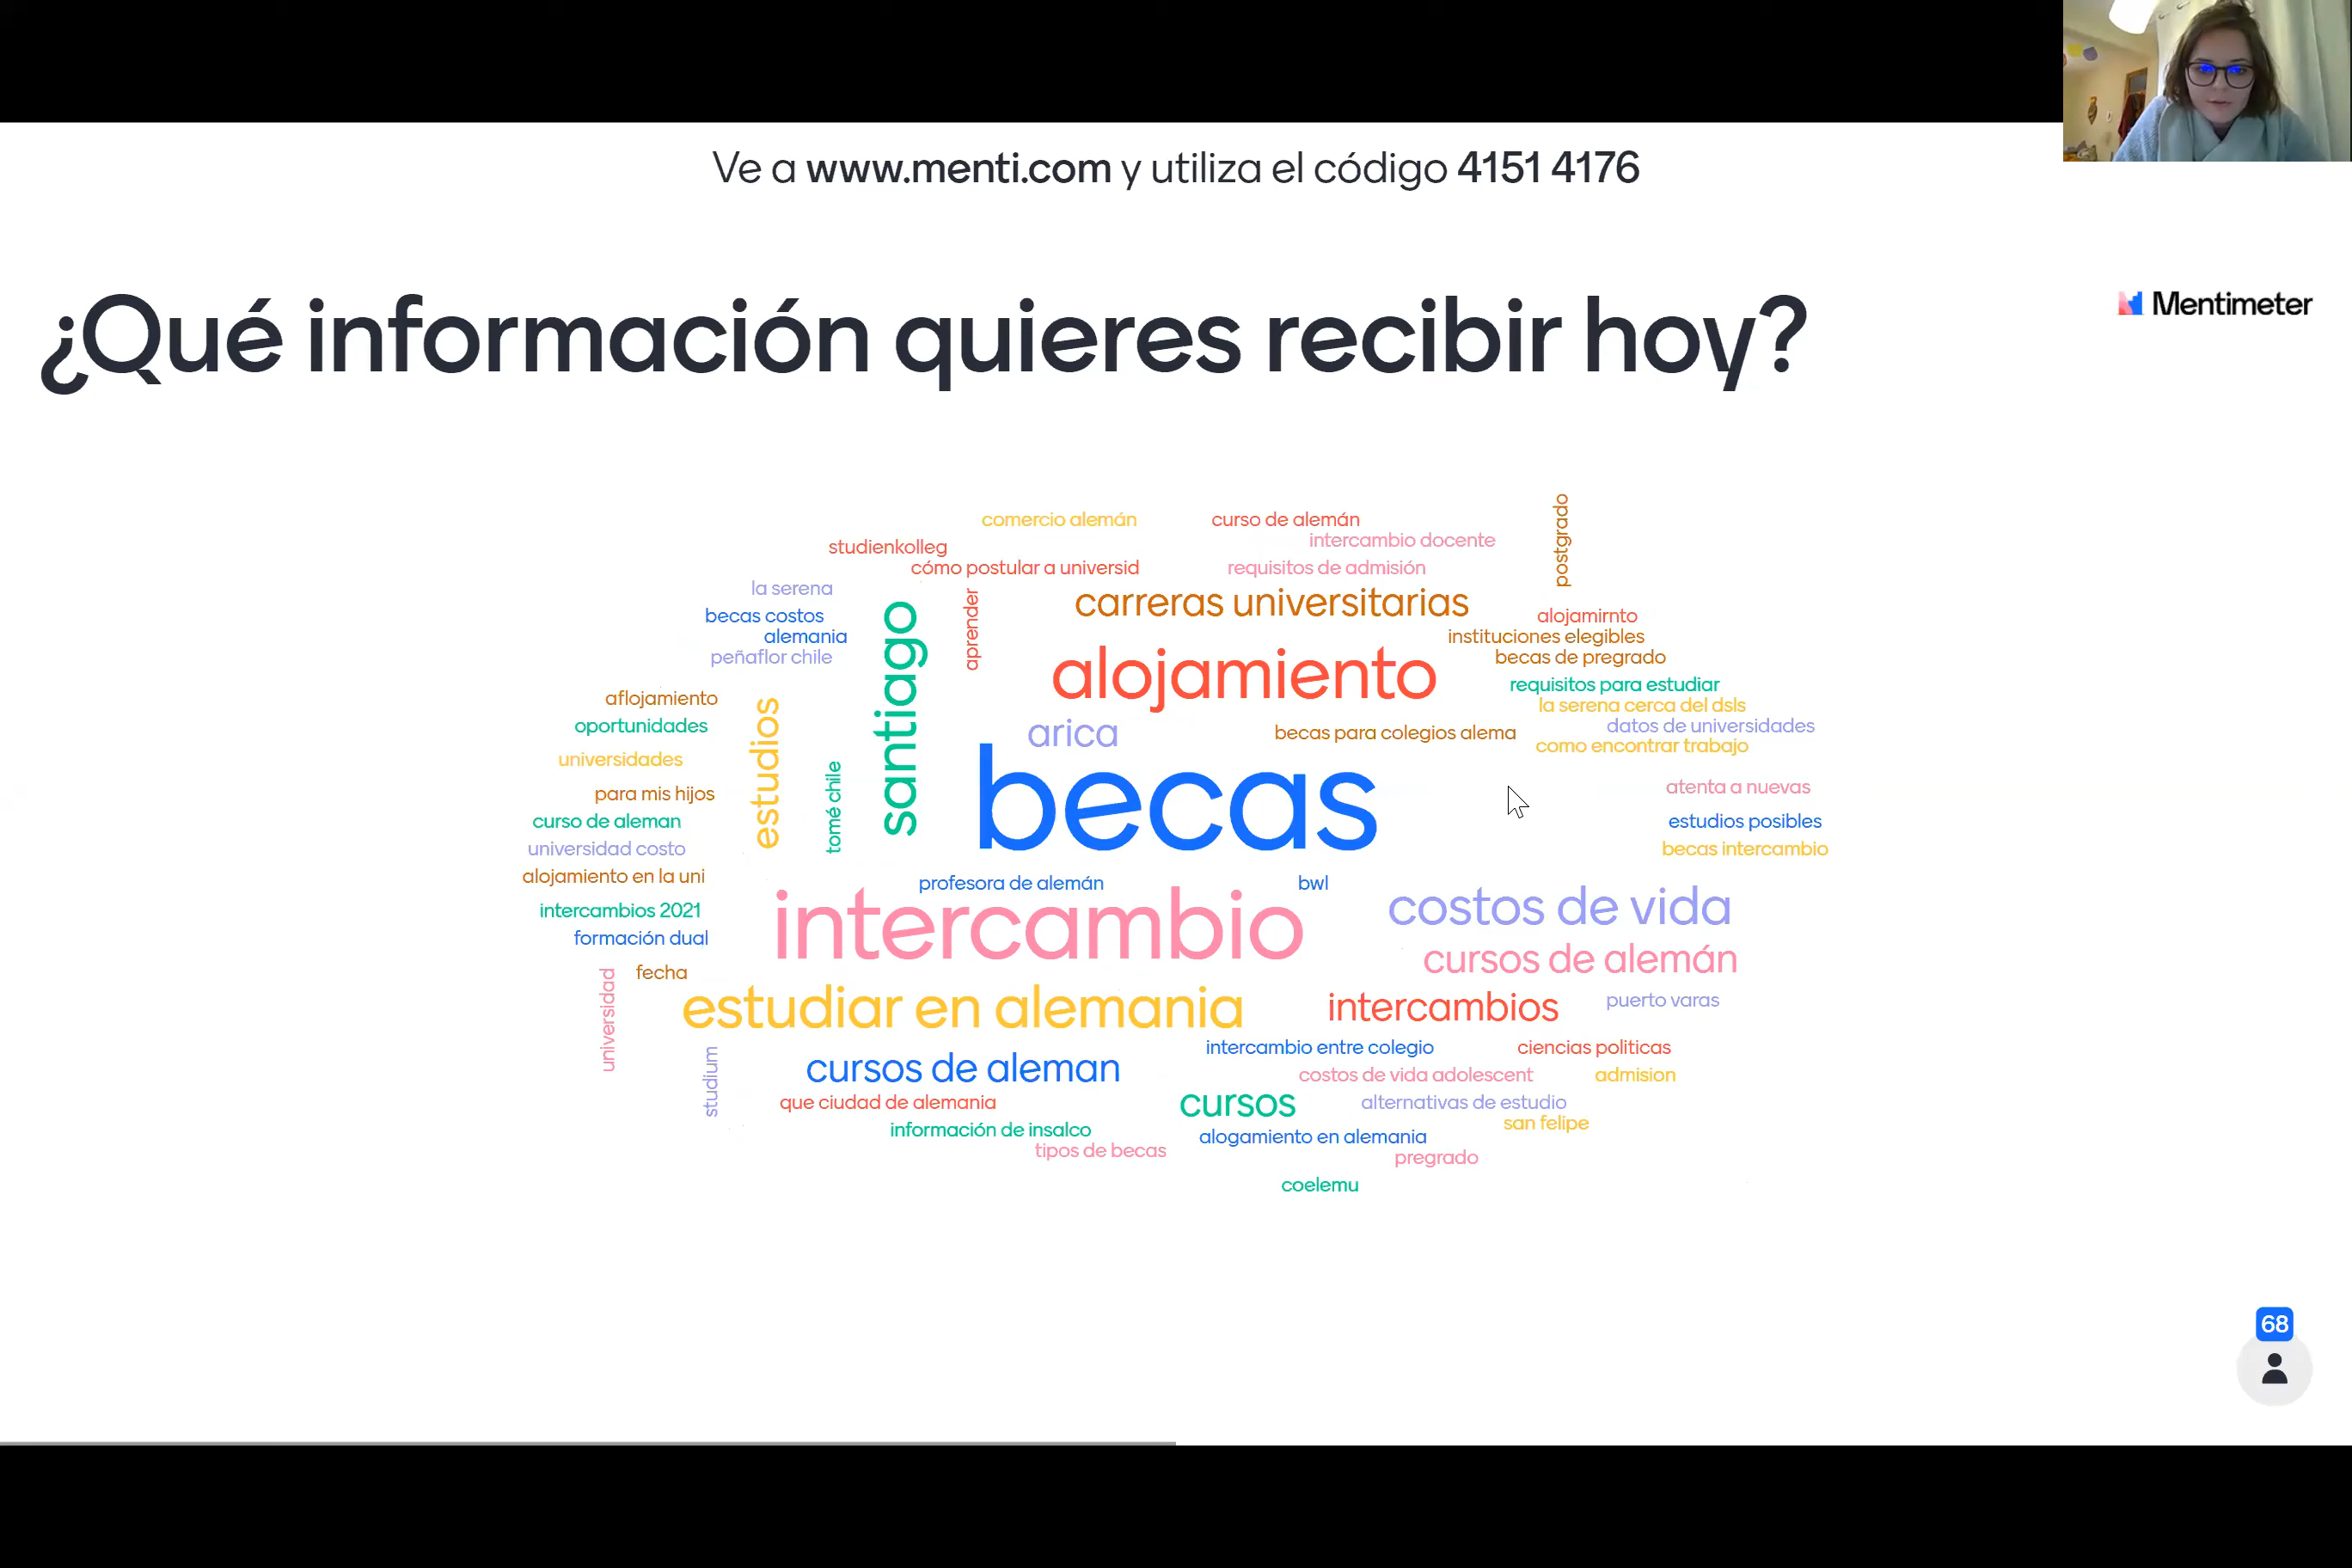 Ve a www.menti.com y utiliza el código 4151 4176
¿Qué información quieres recibir hoy?
Mentimeter
postgrado
comercio alemán
curso de alemán
intercambio docente
studienkolleg
cómo postular a universid
requisitos de admisión
la serena
aprender
carreras universitarias
santiago
becas costos
alojamirnto
alemania
instituciones elegibles
peñaflor chile
becas de pregrado
alojamiento
requisitos para estudiar
aflojamiento
la serena cerca del dsls
estudios
oportunidades
arica
becas para colegios alema
datos de universidades
como encontrar trabajo
universidades
tomé chile
becas
atenta a nuevas
para mis hijos
curso de aleman
estudios posibles
universidad costo
becas intercambio
alojamiento en la uni
profesora de alemán
bwl
intercambios 2021
intercambio
costos de vida
formación dual
cursos de alemán
fecha
universidad
estudiar en alemania
intercambios
puerto varas
intercambio entre colegio
ciencias politicas
studium
cursos de aleman
costos de vida adolescent
admision
que ciudad de alemania
cursos
alternativas de estudio
san felipe
información de insalco
alogamiento en alemania
tipos de becas
pregrado
coelemu
68